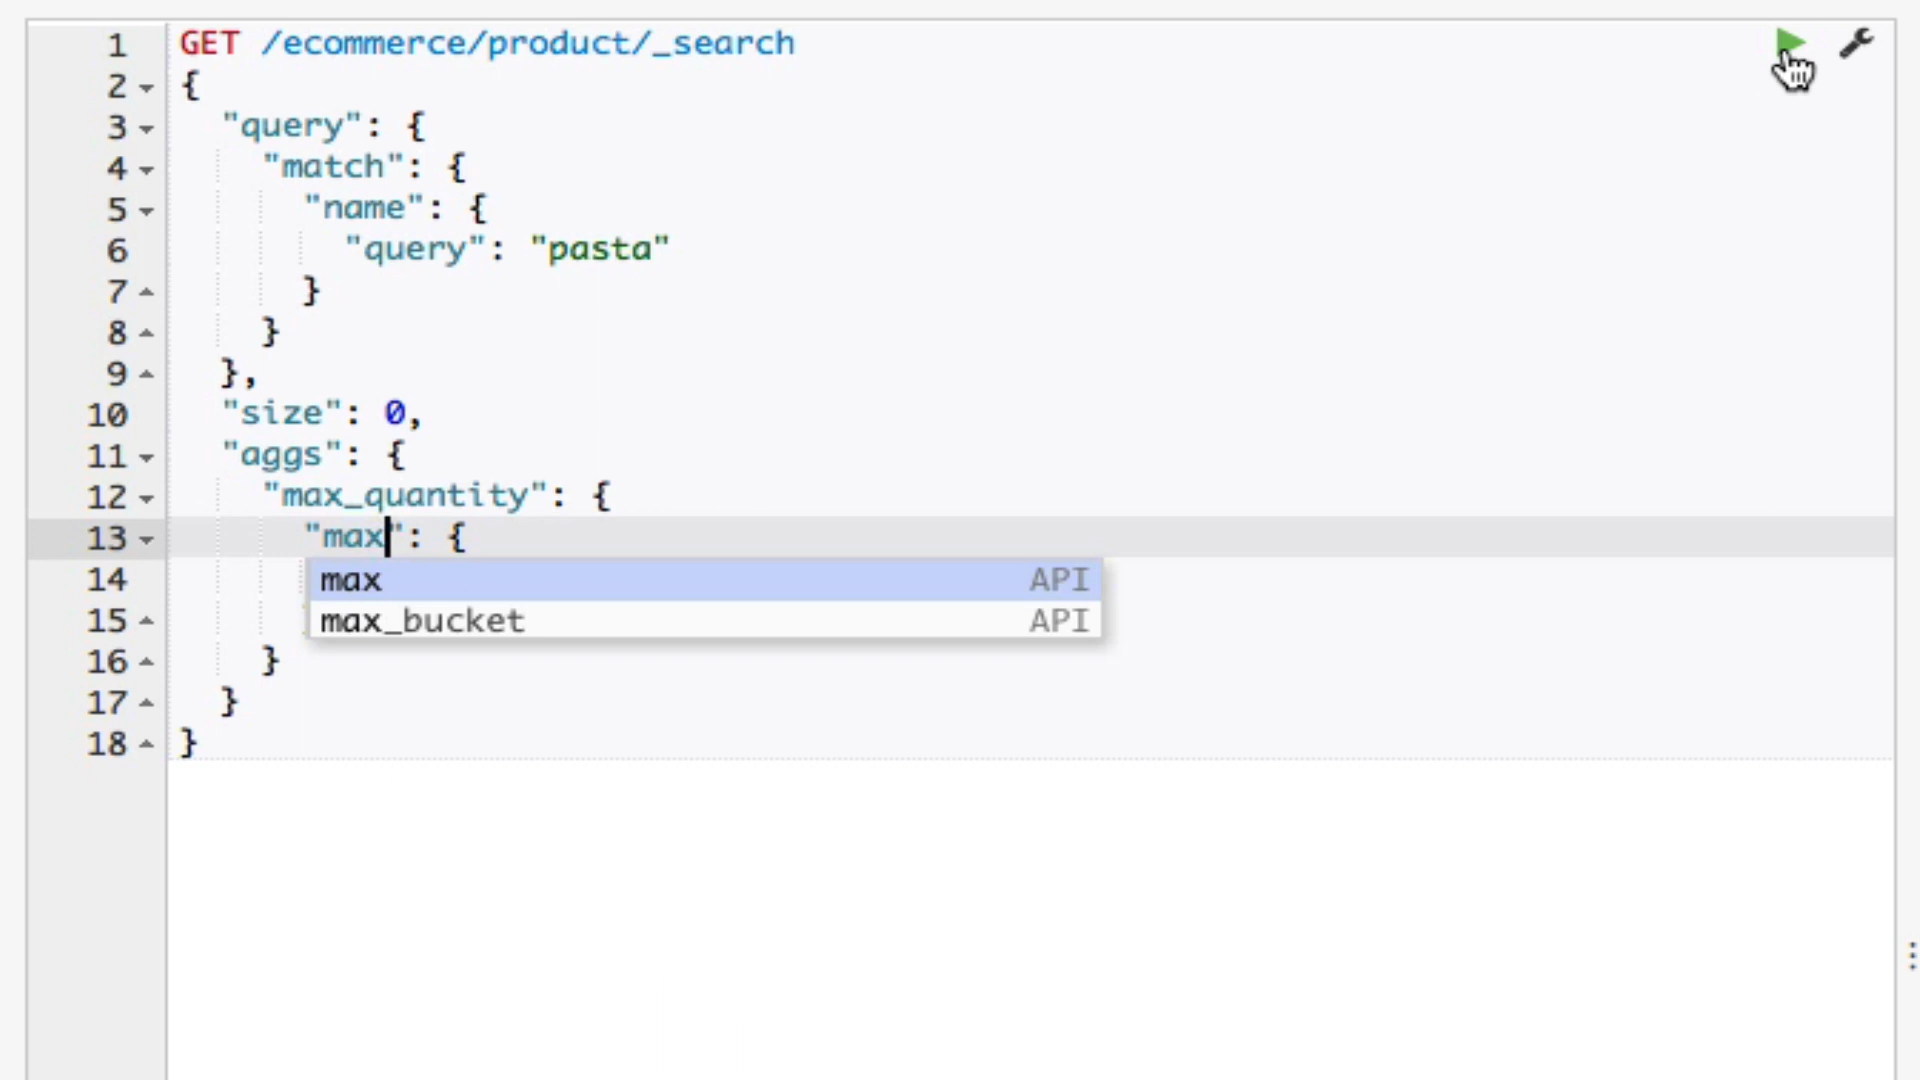 1 GET /ecommerce/product/_search
2 {
3 "query": {
4 "match": {
5 "name": {
6 "query": "pasta"
7 }
8 }
9 },
10 "size": 0,
11 "aggs": {
12 "max_quantity": {
13 "max": {
14 max API
15 max_bucket API
16 }
17 }
18 }